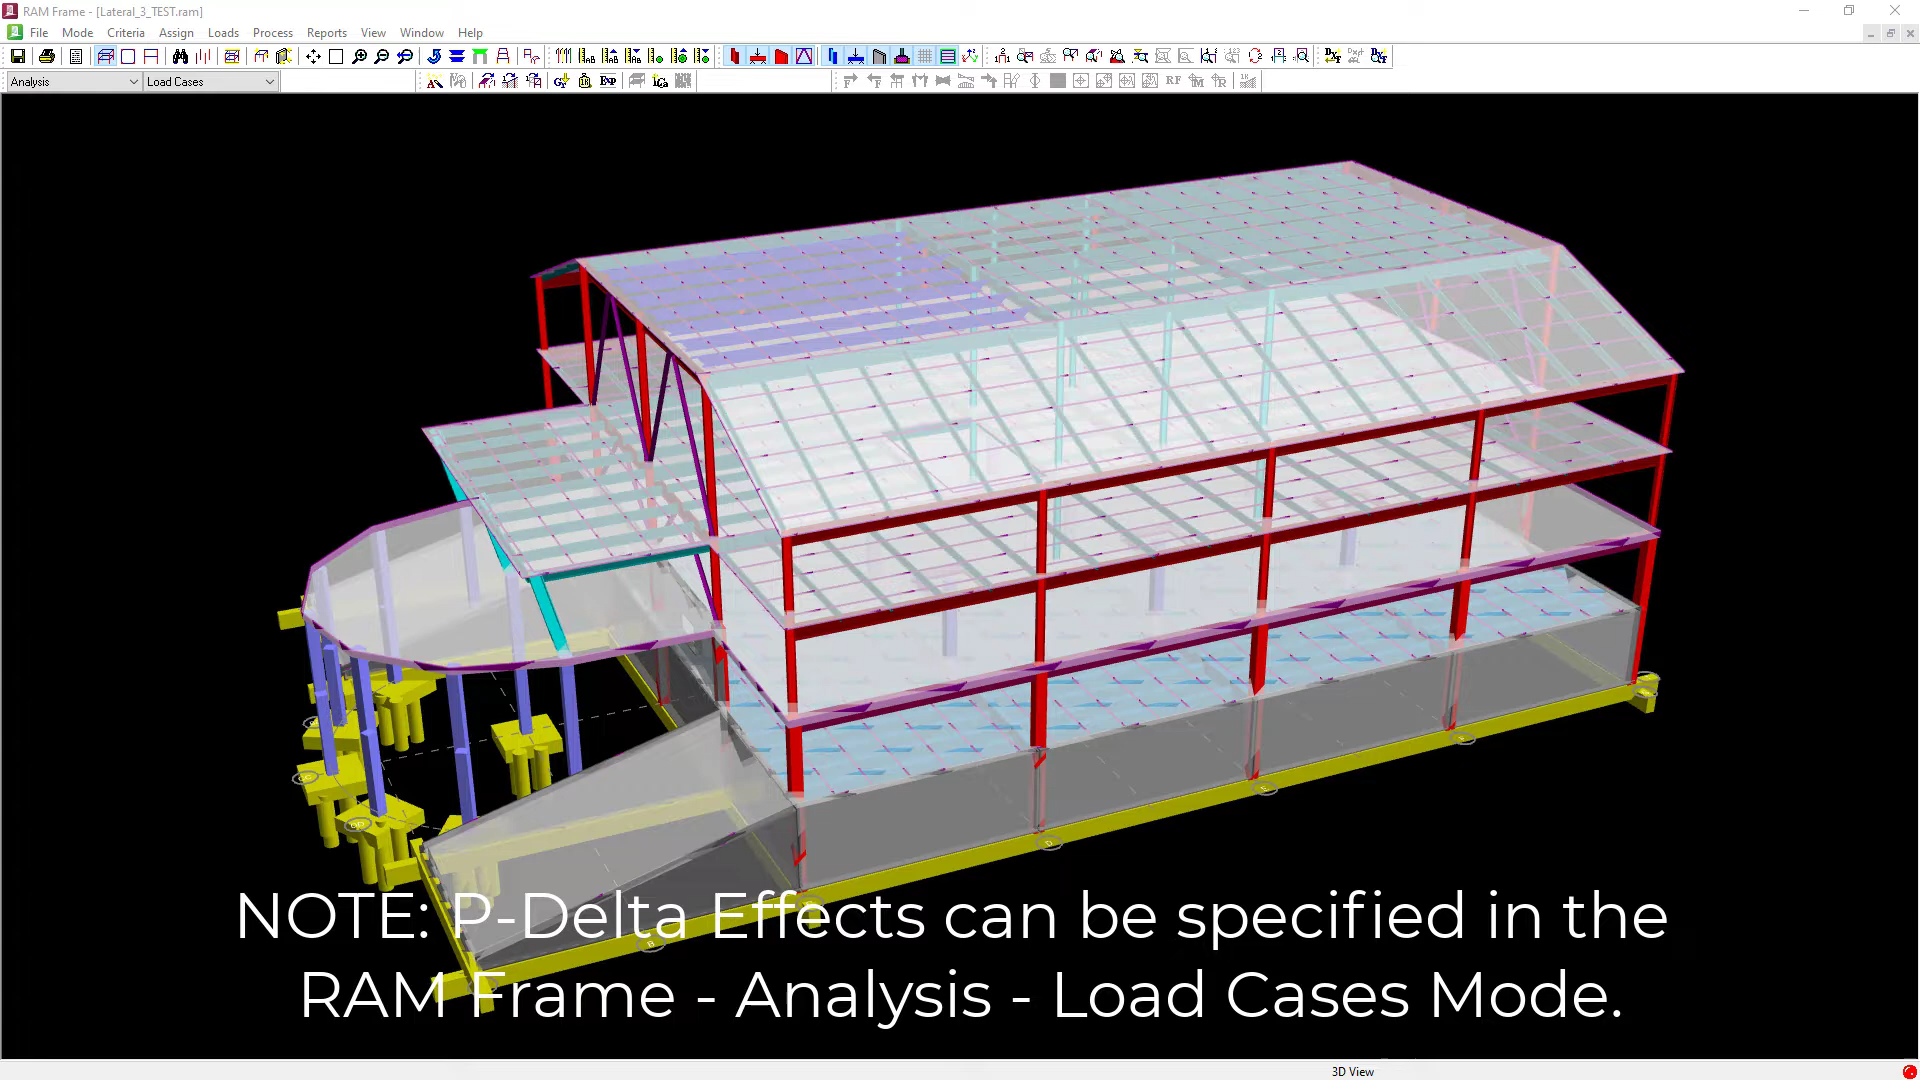 RAM Frame - [Lateral_3_TEST.ram]
File Mode Criteria Assign Loads Process Reports View Window Help
Analysis Load Cases
NOTE: P-Delta Effects can be specified in the
RAM Frame - Analysis - Load Cases Mode.
3D View